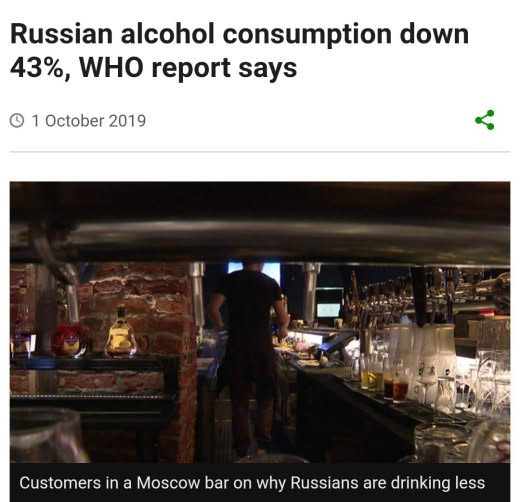 Russian alcohol consumption down
43%, WHO report says
1 October 2019
Customers in a Moscow bar on why Russians are drinking less